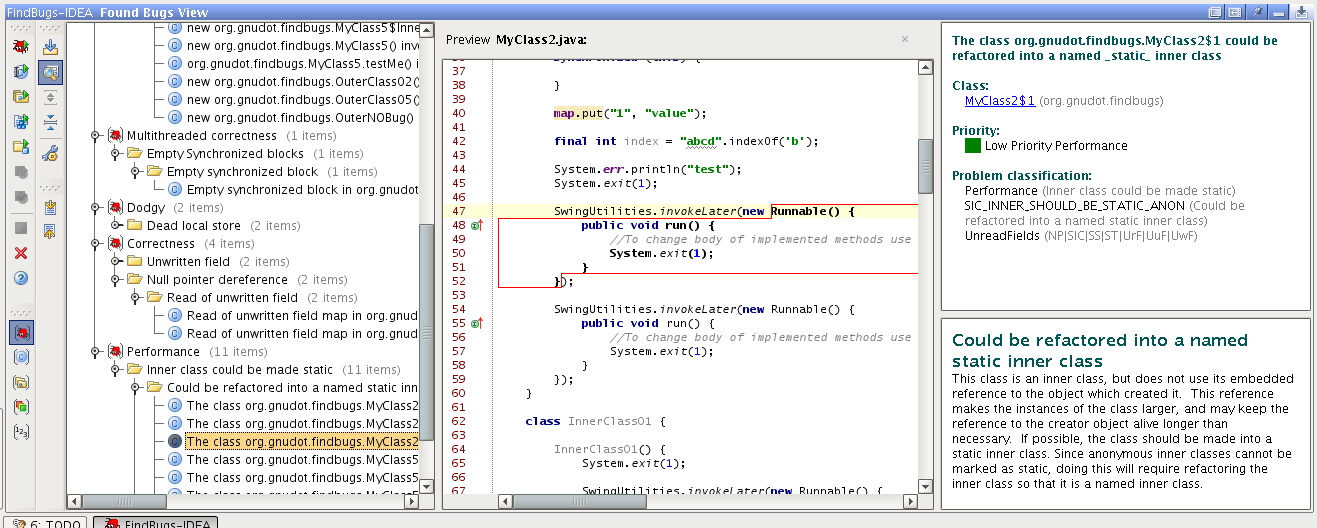 FindBugs-IDEA Found Bugs View
new org.gnudot.findbugs.MyClass5$Inne
new org.gnudot.findbugs.MyClass5() inv
org.gnudot.findbugs.MyClass5.testMe() i
new org.gnudot.findbugs.OuterClass02(
new org.gnudot.findbugs.OuterClass05(
new org.gnudot.findbugs.OuterNOBug()
Multithreaded correctness (1 items)
Empty Synchronized blocks (1 items)
Empty synchronized block (1 items)
Empty synchronized block in org.gnudot
Dodgy (2 items)
Dead local store (2 items)
Correctness (4 items)
Unwritten field (2 items)
Null pointer dereference (2 items)
Read of unwritten field (2 items)
Read of unwritten field map in org.gnud
Read of unwritten field map in org.gnud
Performance (11 items)
Inner class could be made static (11 items)
Could be refactored into a named static inn
The class org.gnudot.findbugs.MyClass2
The class org.gnudot.findbugs.MyClass2
The class org.gnudot.findbugs.MyClass2
The class org.gnudot.findbugs.MyClass5
The class org.gnudot.findbugs.MyClass5
The class org.gnudot.findbugs.MyClass5
Preview MyClass2.java:
37
38 }
39
40 map.put("1", "value");
41
42 final int index = "abcd".indexOf('b');
43
44 System.err.println("test");
45 System.exit(1);
46
47 SwingUtilities.invokeLater(new Runnable() {
48 public void run() {
49 //To change body of implemented methods use
50 System.exit(1);
51 }
52 });
53
54 SwingUtilities.invokeLater(new Runnable() {
55 public void run() {
56 //To change body of implemented methods use
57 System.exit(1);
58 }
59 });
60 }
61
62 class InnerClass01 {
63
64 InnerClass01() {
65 System.exit(1);
66
67 SwingUtilities.invokeLater(new Runnable() {
The class org.gnudot.findbugs.MyClass2$1 could be
refactored into a named _static_ inner class
Class:
MyClass2$1 (org.gnudot.findbugs)
Priority:
Low Priority Performance
Problem classification:
Performance (Inner class could be made static)
SIC_INNER_SHOULD_BE_STATIC_ANON (Could be
refactored into a named static inner class)
UnreadFields (NP|SIC|SS|ST|UrF|UuF|UwF)
Could be refactored into a named
static inner class
This class is an inner class, but does not use its embedded
reference to the object which created it. This reference
makes the instances of the class larger, and may keep the
reference to the creator object alive longer than
necessary. If possible, the class should be made into a
static inner class. Since anonymous inner classes cannot be
marked as static, doing this will require refactoring the
inner class so that it is a named inner class.
6: TODO FindBugs-IDEA